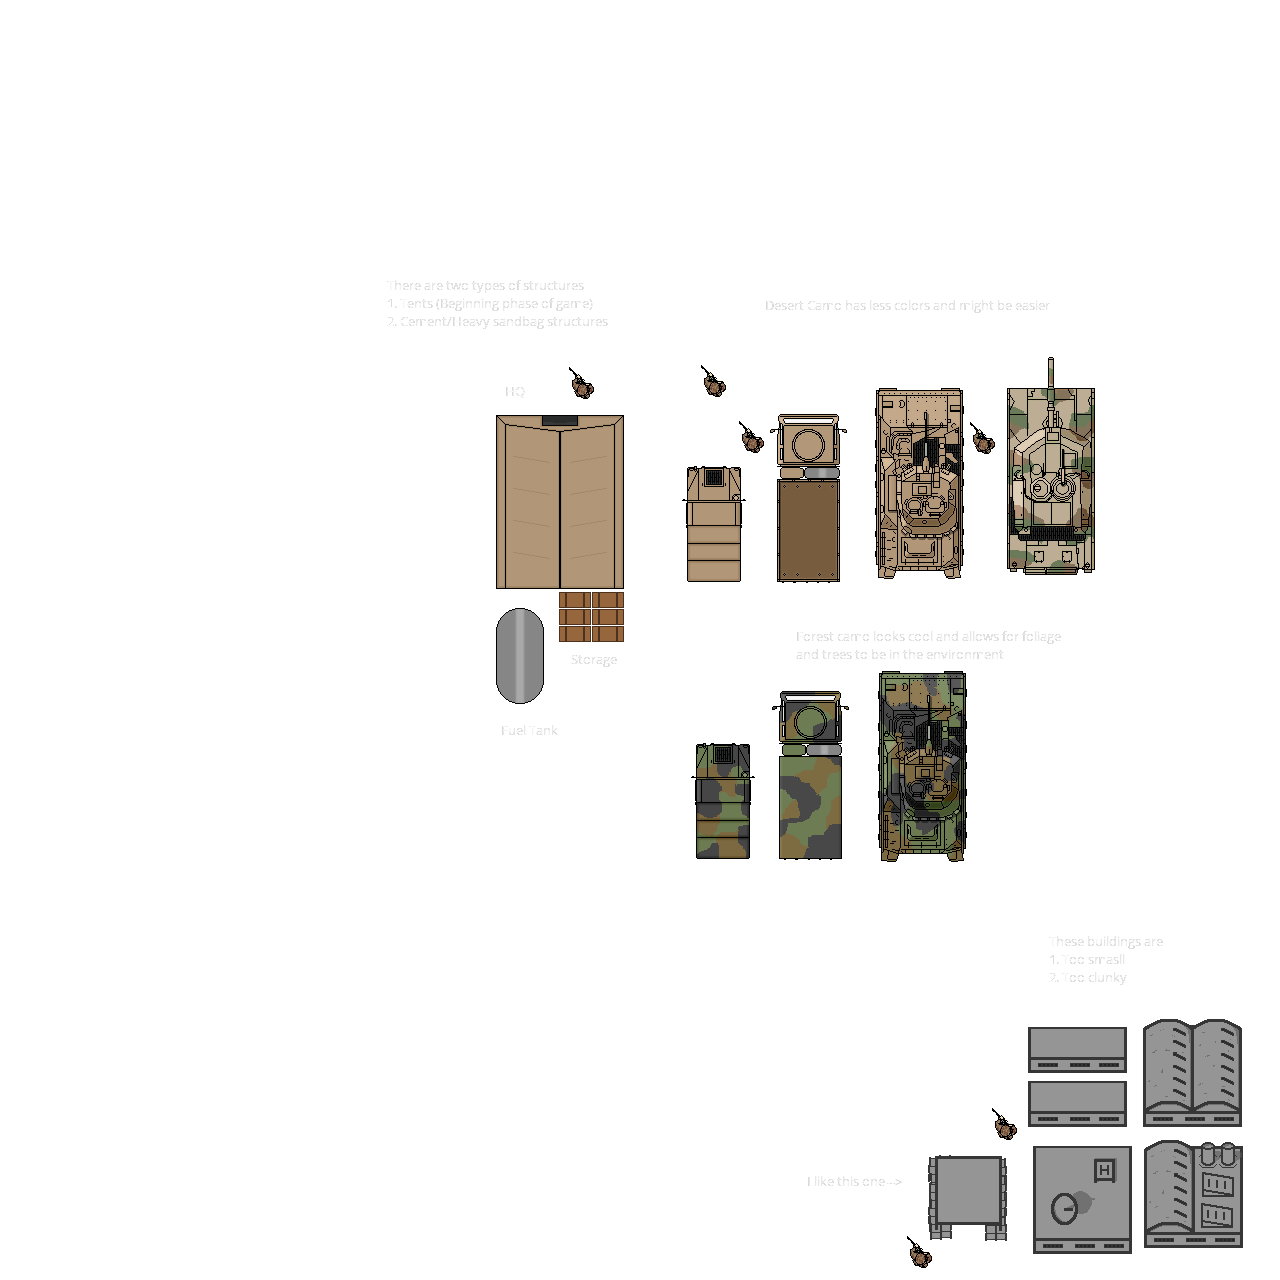 There are two types of structures
1. Tents (Beginning phase of game)
2. Cement/Heavy sandbag structures
Desert Camo has less colors and might be easier
HQ
Storage
Fuel Tank
Forest camo looks cool and allows for foliage
and trees to be in the environment
These buildings are
1. Too smasll
2. Too clunky
H
I like this one-->